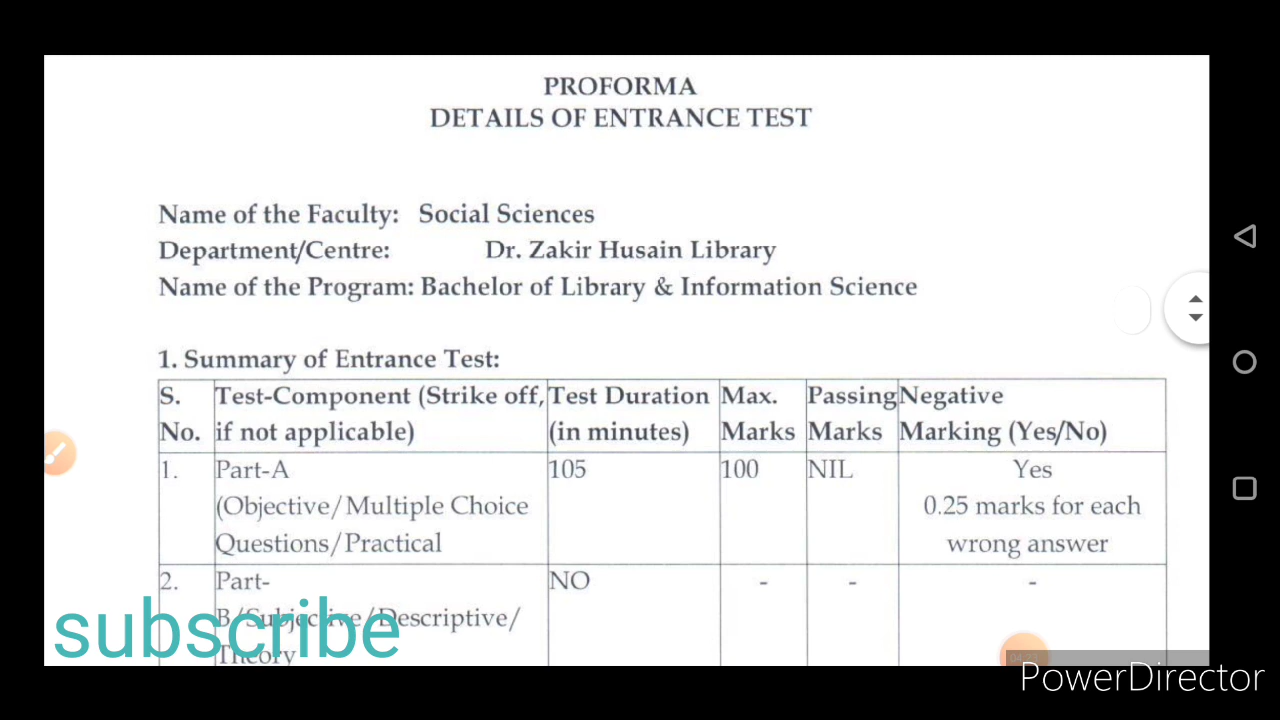 PROFORMA
DETAILS OF ENTRANCE TEST
Name of the Faculty: Social Sciences
Department/Centre: Dr. Zakir Husain Library
Name of the Program: Bachelor of Library & Information Science
1. Summary of Entrance Test:
S. No. Test-Component (Strike off, if not applicable) Test Duration (in minutes) Max. Marks Passing Marks Negative Marking (Yes/No)
1. Part-A (Objective/Multiple Choice Questions/Practical 105 100 NIL Yes 0.25 marks for each wrong answer
2. Part-B/Subjective/Descriptive/Theory NO - - -
subscribe
PowerDirector